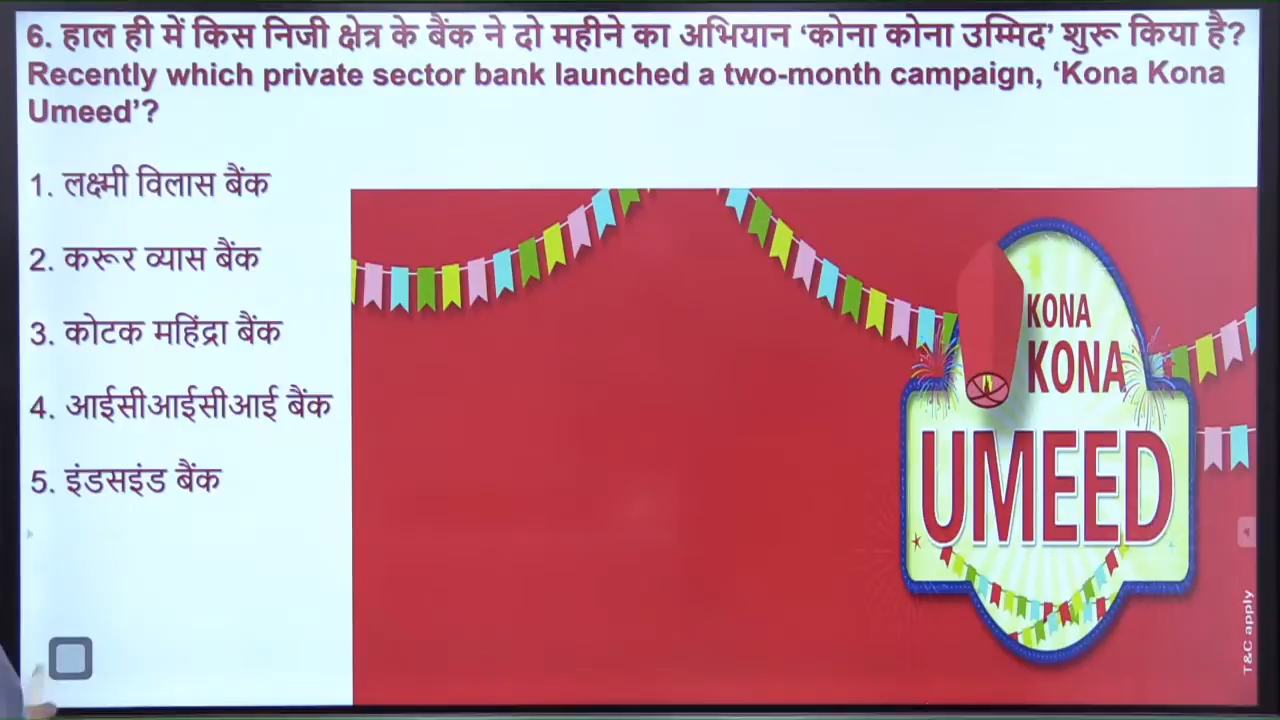 6. हाल ही में किस निजी क्षेत्र के बैंक ने दो महीने का अभियान ‘कोना कोना उम्मिद’ शुरू किया है?
Recently which private sector bank launched a two-month campaign, ‘Kona Kona
Umeed’?
1. लक्ष्मी विलास बैंक
2. करूर व्यास बैंक
3. कोटक महिंद्रा बैंक
4. आईसीआईसीआई बैंक
5. इंडसइंड बैंक
KONA
KONA
UMEED
T&C apply